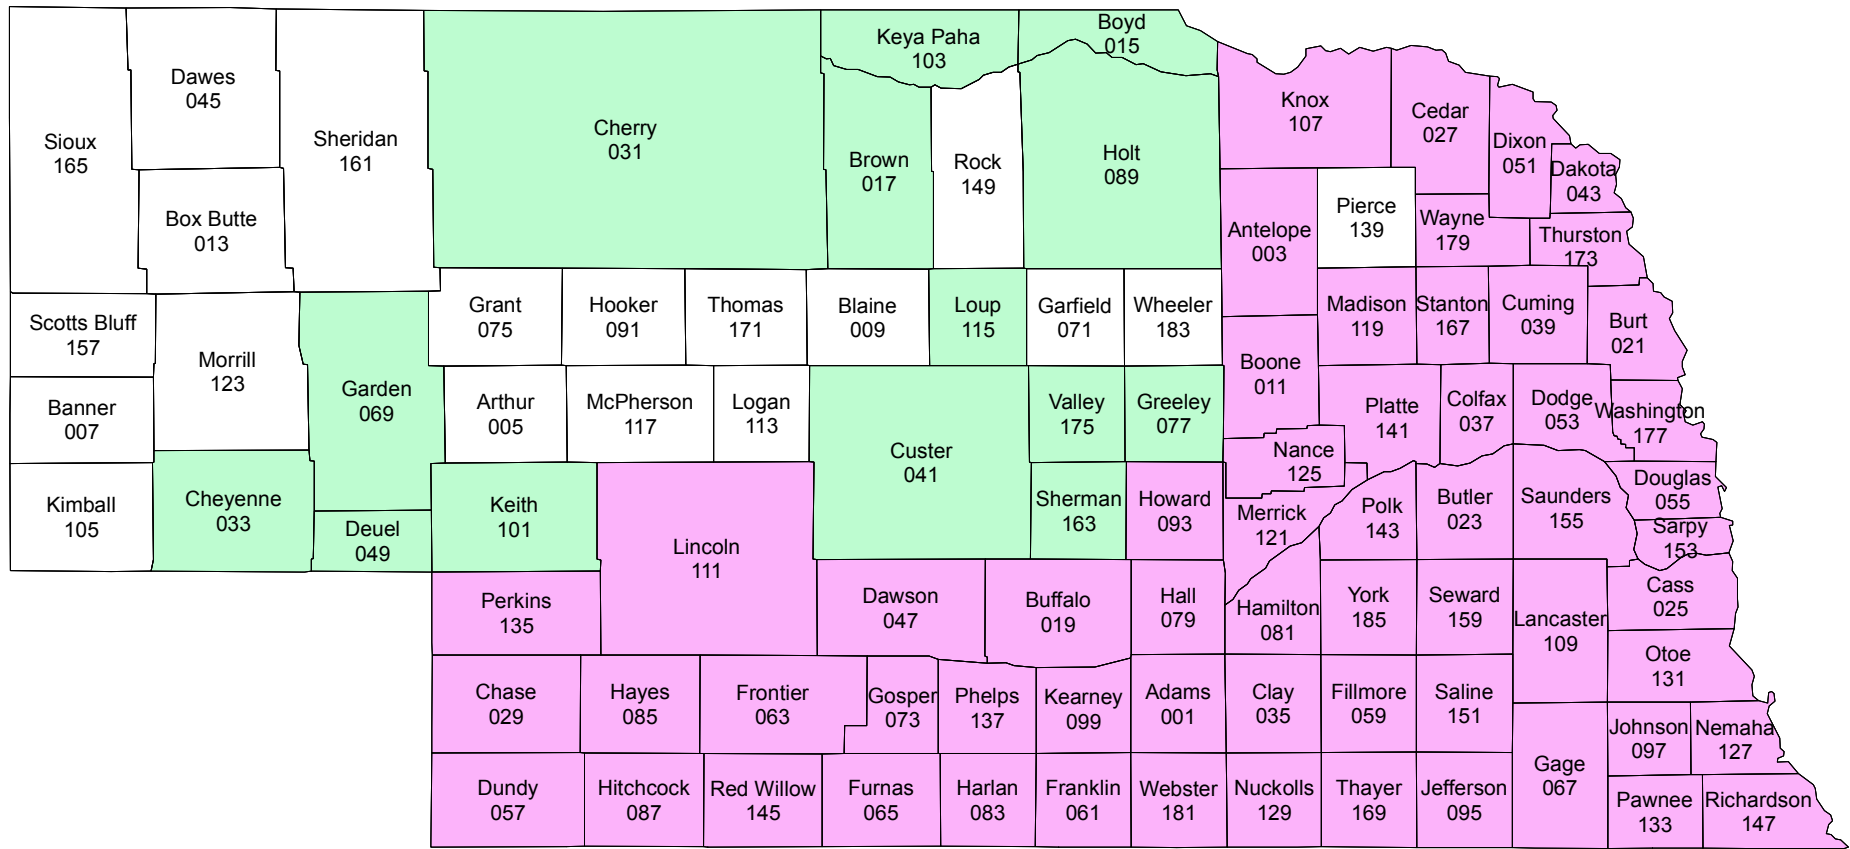 Boyd
015
Keya Paha
103
Dawes
045
Sheridan
161
Sioux
165
Cherry
031
Brown
017
Rock
149
Holt
089
Knox
107
Cedar
027
Dixon
051
Dakota
043
Box Butte
013
Antelope
003
Pierce
139
Wayne
179
Thurston
173
Scotts Bluff
157
Morrill
123
Garden
069
Grant
075
Hooker
091
Thomas
171
Blaine
009
Loup
115
Garfield
071
Wheeler
183
Madison
119
Stanton
167
Cuming
039
Burt
021
Boone
011
Banner
007
Arthur
005
McPherson
117
Logan
113
Custer
041
Valley
175
Greeley
077
Platte
141
Colfax
037
Dodge
053
Washington
177
Nance
125
Kimball
105
Cheyenne
033
Deuel
049
Keith
101
Lincoln
111
Sherman
163
Howard
093
Merrick
121
Polk
143
Butler
023
Saunders
155
Douglas
055
Sarpy
153
Perkins
135
Dawson
047
Buffalo
019
Hall
079
Hamilton
081
York
185
Seward
159
Lancaster
109
Cass
025
Otoe
131
Chase
029
Hayes
085
Frontier
063
Gosper
073
Phelps
137
Kearney
099
Adams
001
Clay
035
Fillmore
059
Saline
151
Johnson
097
Nemaha
127
Dundy
057
Hitchcock
087
Red Willow
145
Furnas
065
Harlan
083
Franklin
061
Webster
181
Nuckolls
129
Thayer
169
Jefferson
095
Gage
067
Pawnee
133
Richardson
147